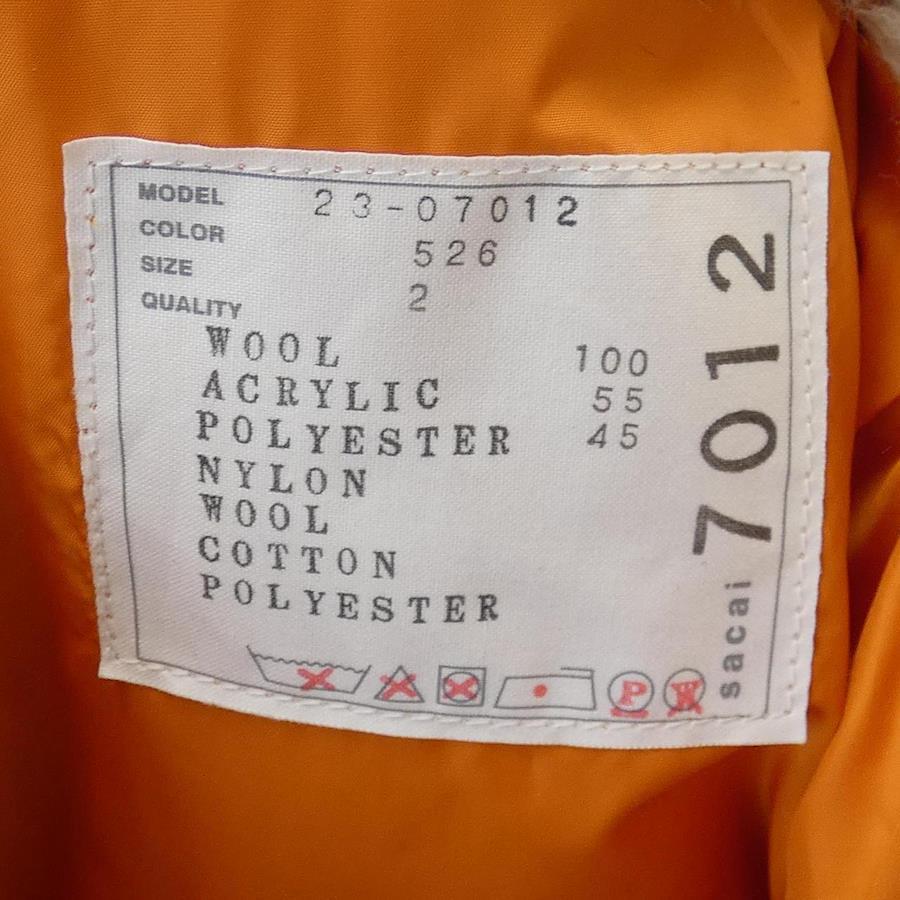 MODEL 23-07012
COLOR 526
SIZE 2
QUALITY
WOOL 100
ACRYLIC 55
POLYESTER 45
NYLON
WOOL
COTTON
POLYESTER
P W
sacai 7012